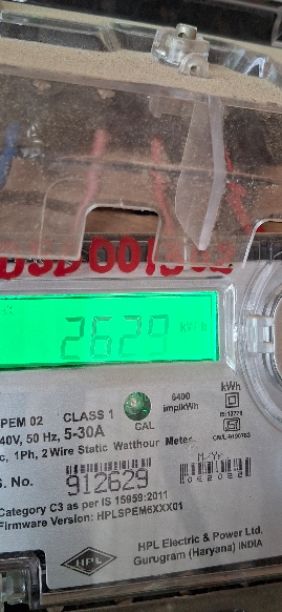 2629 kWh
kWh
PEM 02 CLASS 1 CAL 6400 imp/kWh
40V, 50 Hz, 5-30A
c, 1Ph, 2 Wire Static Watthour Meter
S. No. 912629
M-Yr
Category C3 as per IS 15959:2011
Firmware Version: HPLSPEM6XXX01
HPL
HPL Electric & Power Ltd.
Gurugram (Haryana) INDIA